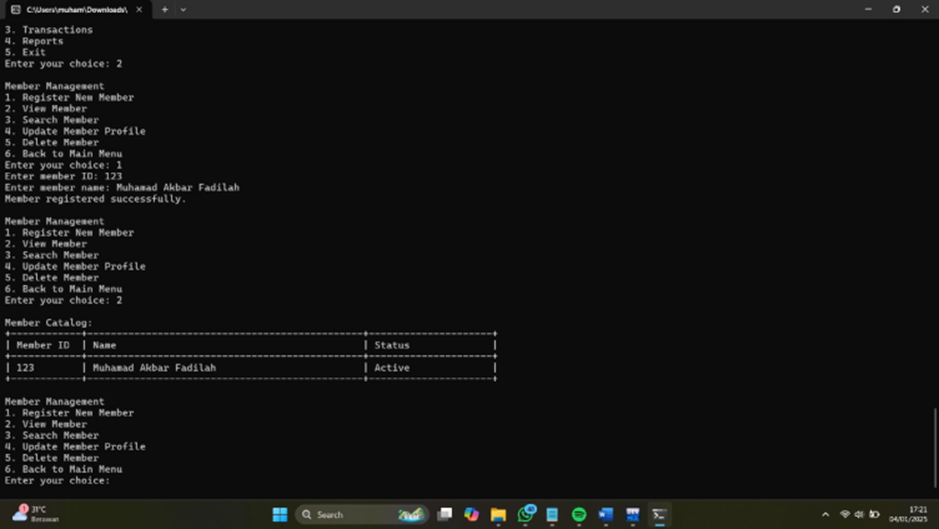 C:\Users\muham\Downloads\
3. Transactions
4. Reports
5. Exit
Enter your choice: 2
Member Management
1. Register New Member
2. View Member
3. Search Member
4. Update Member Profile
5. Delete Member
6. Back to Main Menu
Enter your choice: 1
Enter member ID: 123
Enter member name: Muhamad Akbar Fadilah
Member registered successfully.
Member Management
1. Register New Member
2. View Member
3. Search Member
4. Update Member Profile
5. Delete Member
6. Back to Main Menu
Enter your choice: 2
Member Catalog:
| Member ID | Name | Status |
| 123 | Muhamad Akbar Fadilah | Active |
Member Management
1. Register New Member
2. View Member
3. Search Member
4. Update Member Profile
5. Delete Member
6. Back to Main Menu
Enter your choice:
31°C
Berawan
Search
17:21
04/01/2025